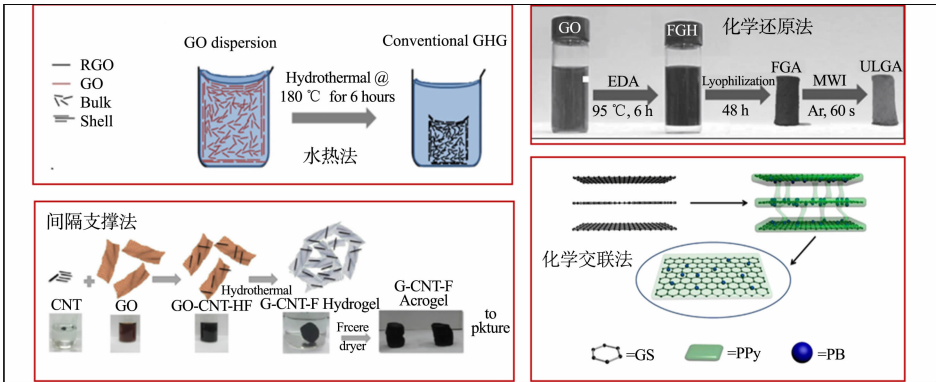 GO dispersion
Conventional GHG
RGO
GO
Bulk
Shell
Hydrothermal @
180 ℃ for 6 hours
水热法
GO
FGH
化学还原法
FGA
ULGA
EDA
95 ℃, 6 h
Lyophilization
48 h
MWI
Ar, 60 s
间隔支撑法
Hydrothermal
CNT
GO
GO-CNT-HF
G-CNT-F Hydrogel
G-CNT-F
Acrogel
Frcere
dryer
to
pkture
化学交联法
=GS
=PPy
=PB